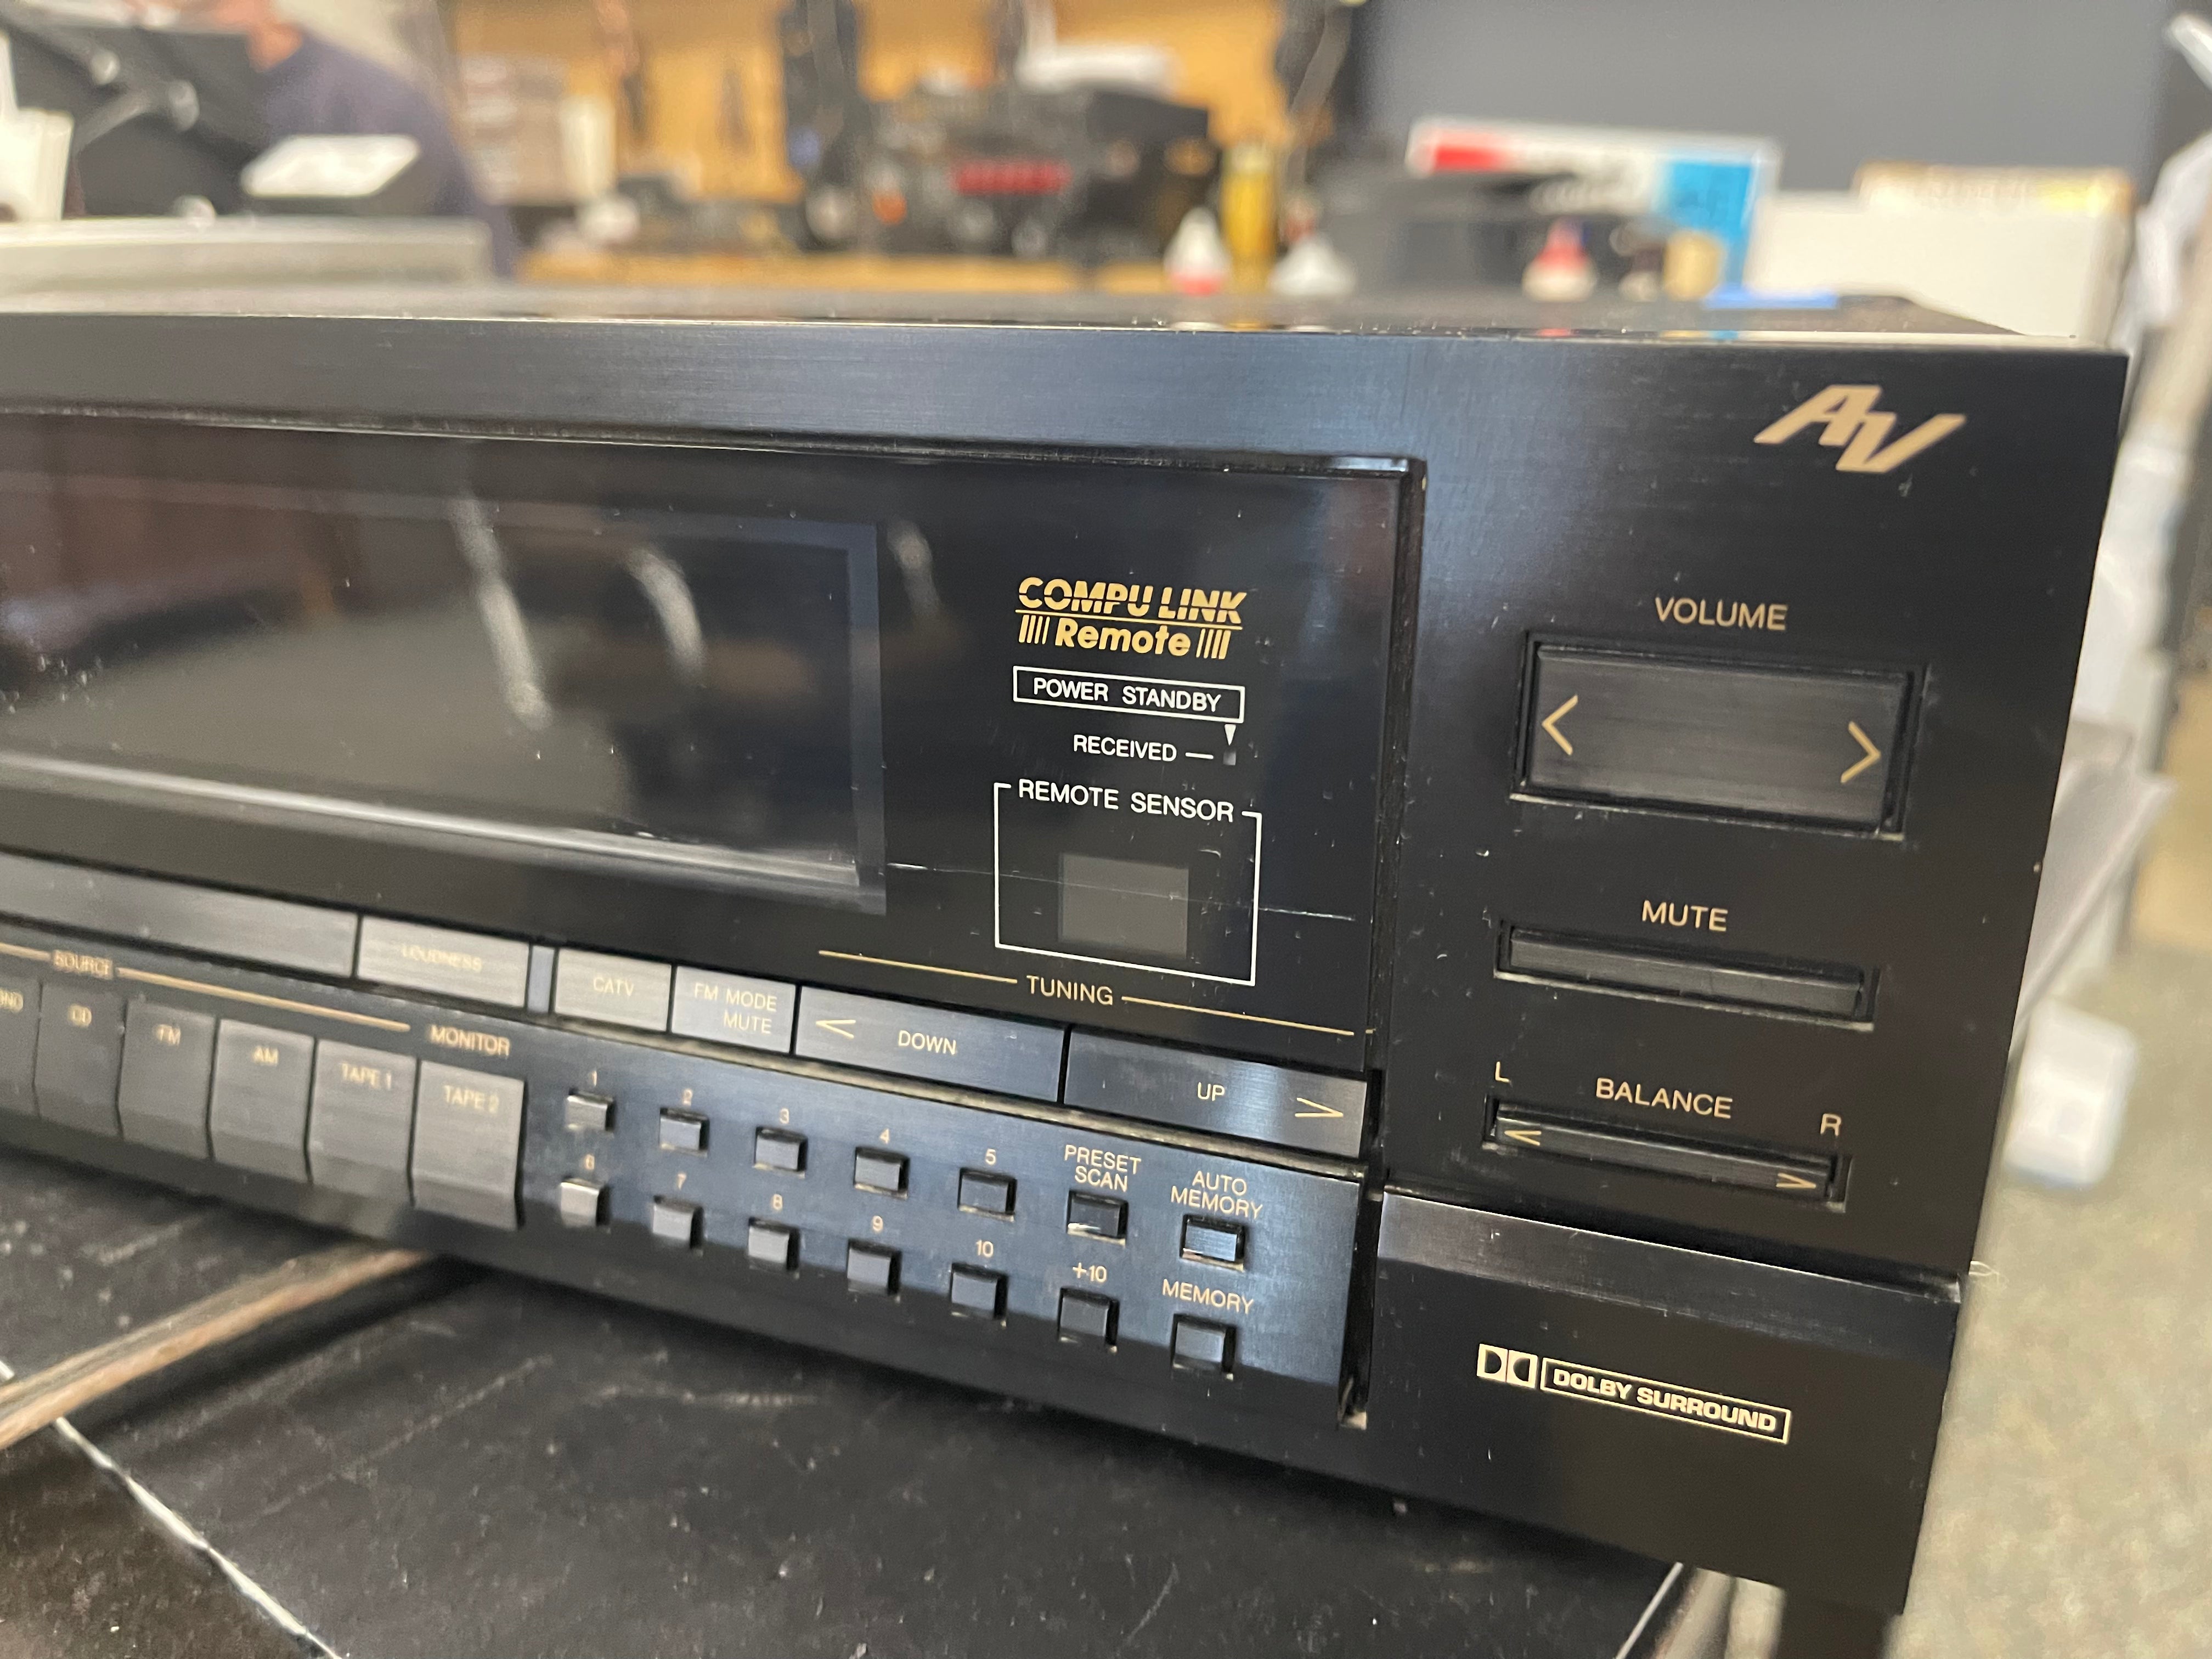 AV
COMPU LINK
Remote
POWER STANDBY
RECEIVED
REMOTE SENSOR
VOLUME
< >
MUTE
L BALANCE R
< >
TUNING
LOUDNESS
CATV
FM MODE
MUTE
< DOWN
UP >
SOURCE
MONITOR
CD
FM
AM
TAPE 1
TAPE 2
1 2 3 4 5
PRESET
SCAN
AUTO
MEMORY
6 7 8 9 10 +10
MEMORY
DOLBY SURROUND